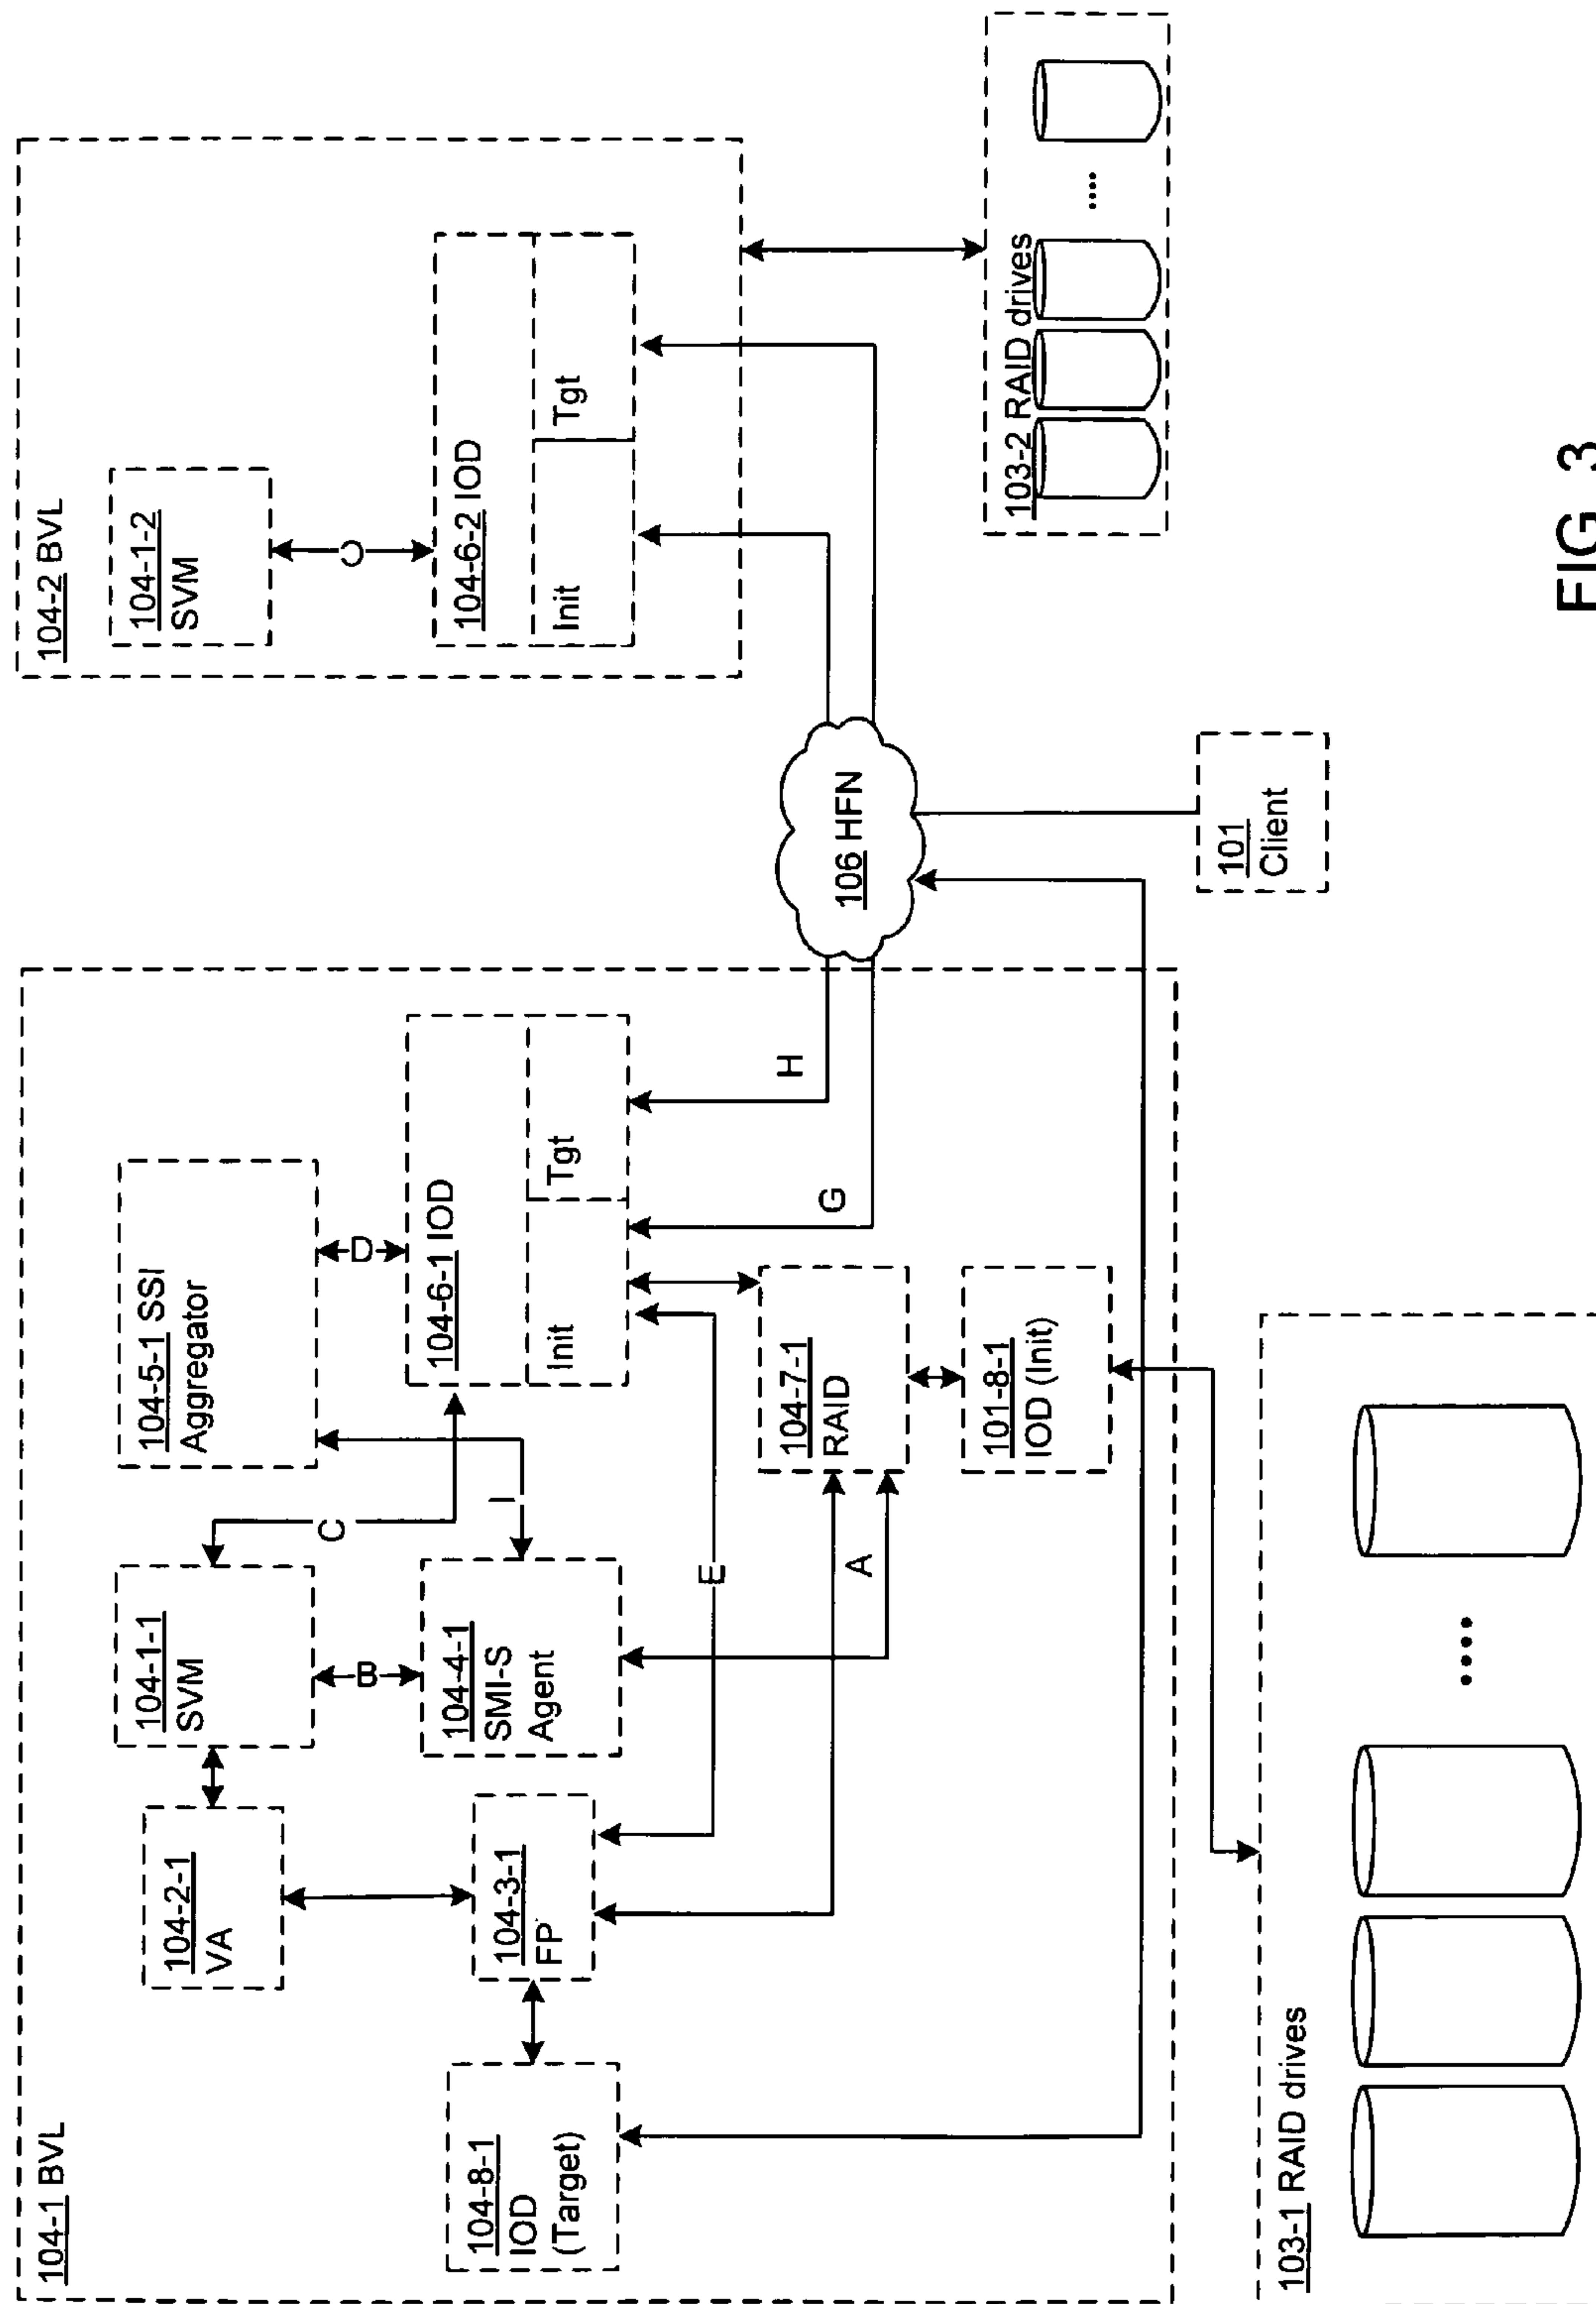 104-1 BVL
104-8-1
IOD
(Target)
104-2-1
VA
104-3-1
FP
104-1-1
SVM
B
104-4-1
SMI-S
Agent
C
I
E
A
104-5-1 SSI
Aggregator
D
104-6-1 IOD
Init
Tgt
104-7-1
RAID
101-8-1
IOD (Init)
G
H
103-1 RAID drives
....
106 HFN
101
Client
104-2 BVL
104-1-2
SVM
C
104-6-2 IOD
Init
Tgt
103-2 RAID drives
....
FIG. 3